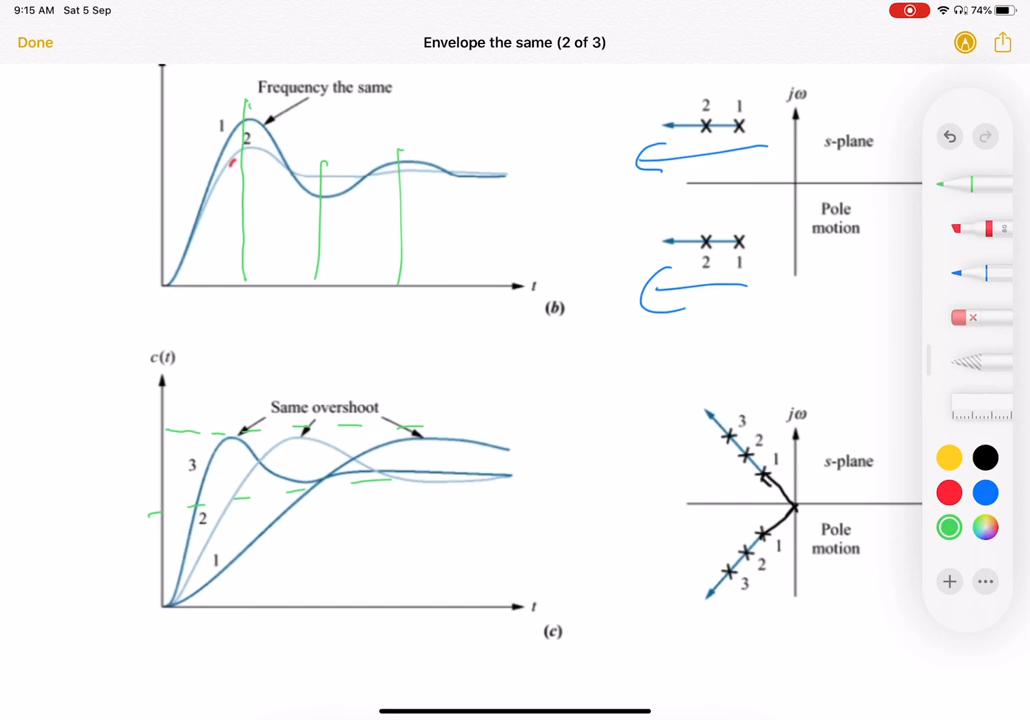 9:15 AM Sat 5 Sep
74%
Done
Envelope the same (2 of 3)
Frequency the same
1
2
t
(b)
2 1
jω
s-plane
Pole
motion
2 1
c(t)
Same overshoot
3
2
1
t
(c)
3
2
1
jω
s-plane
1
2
3
Pole
motion